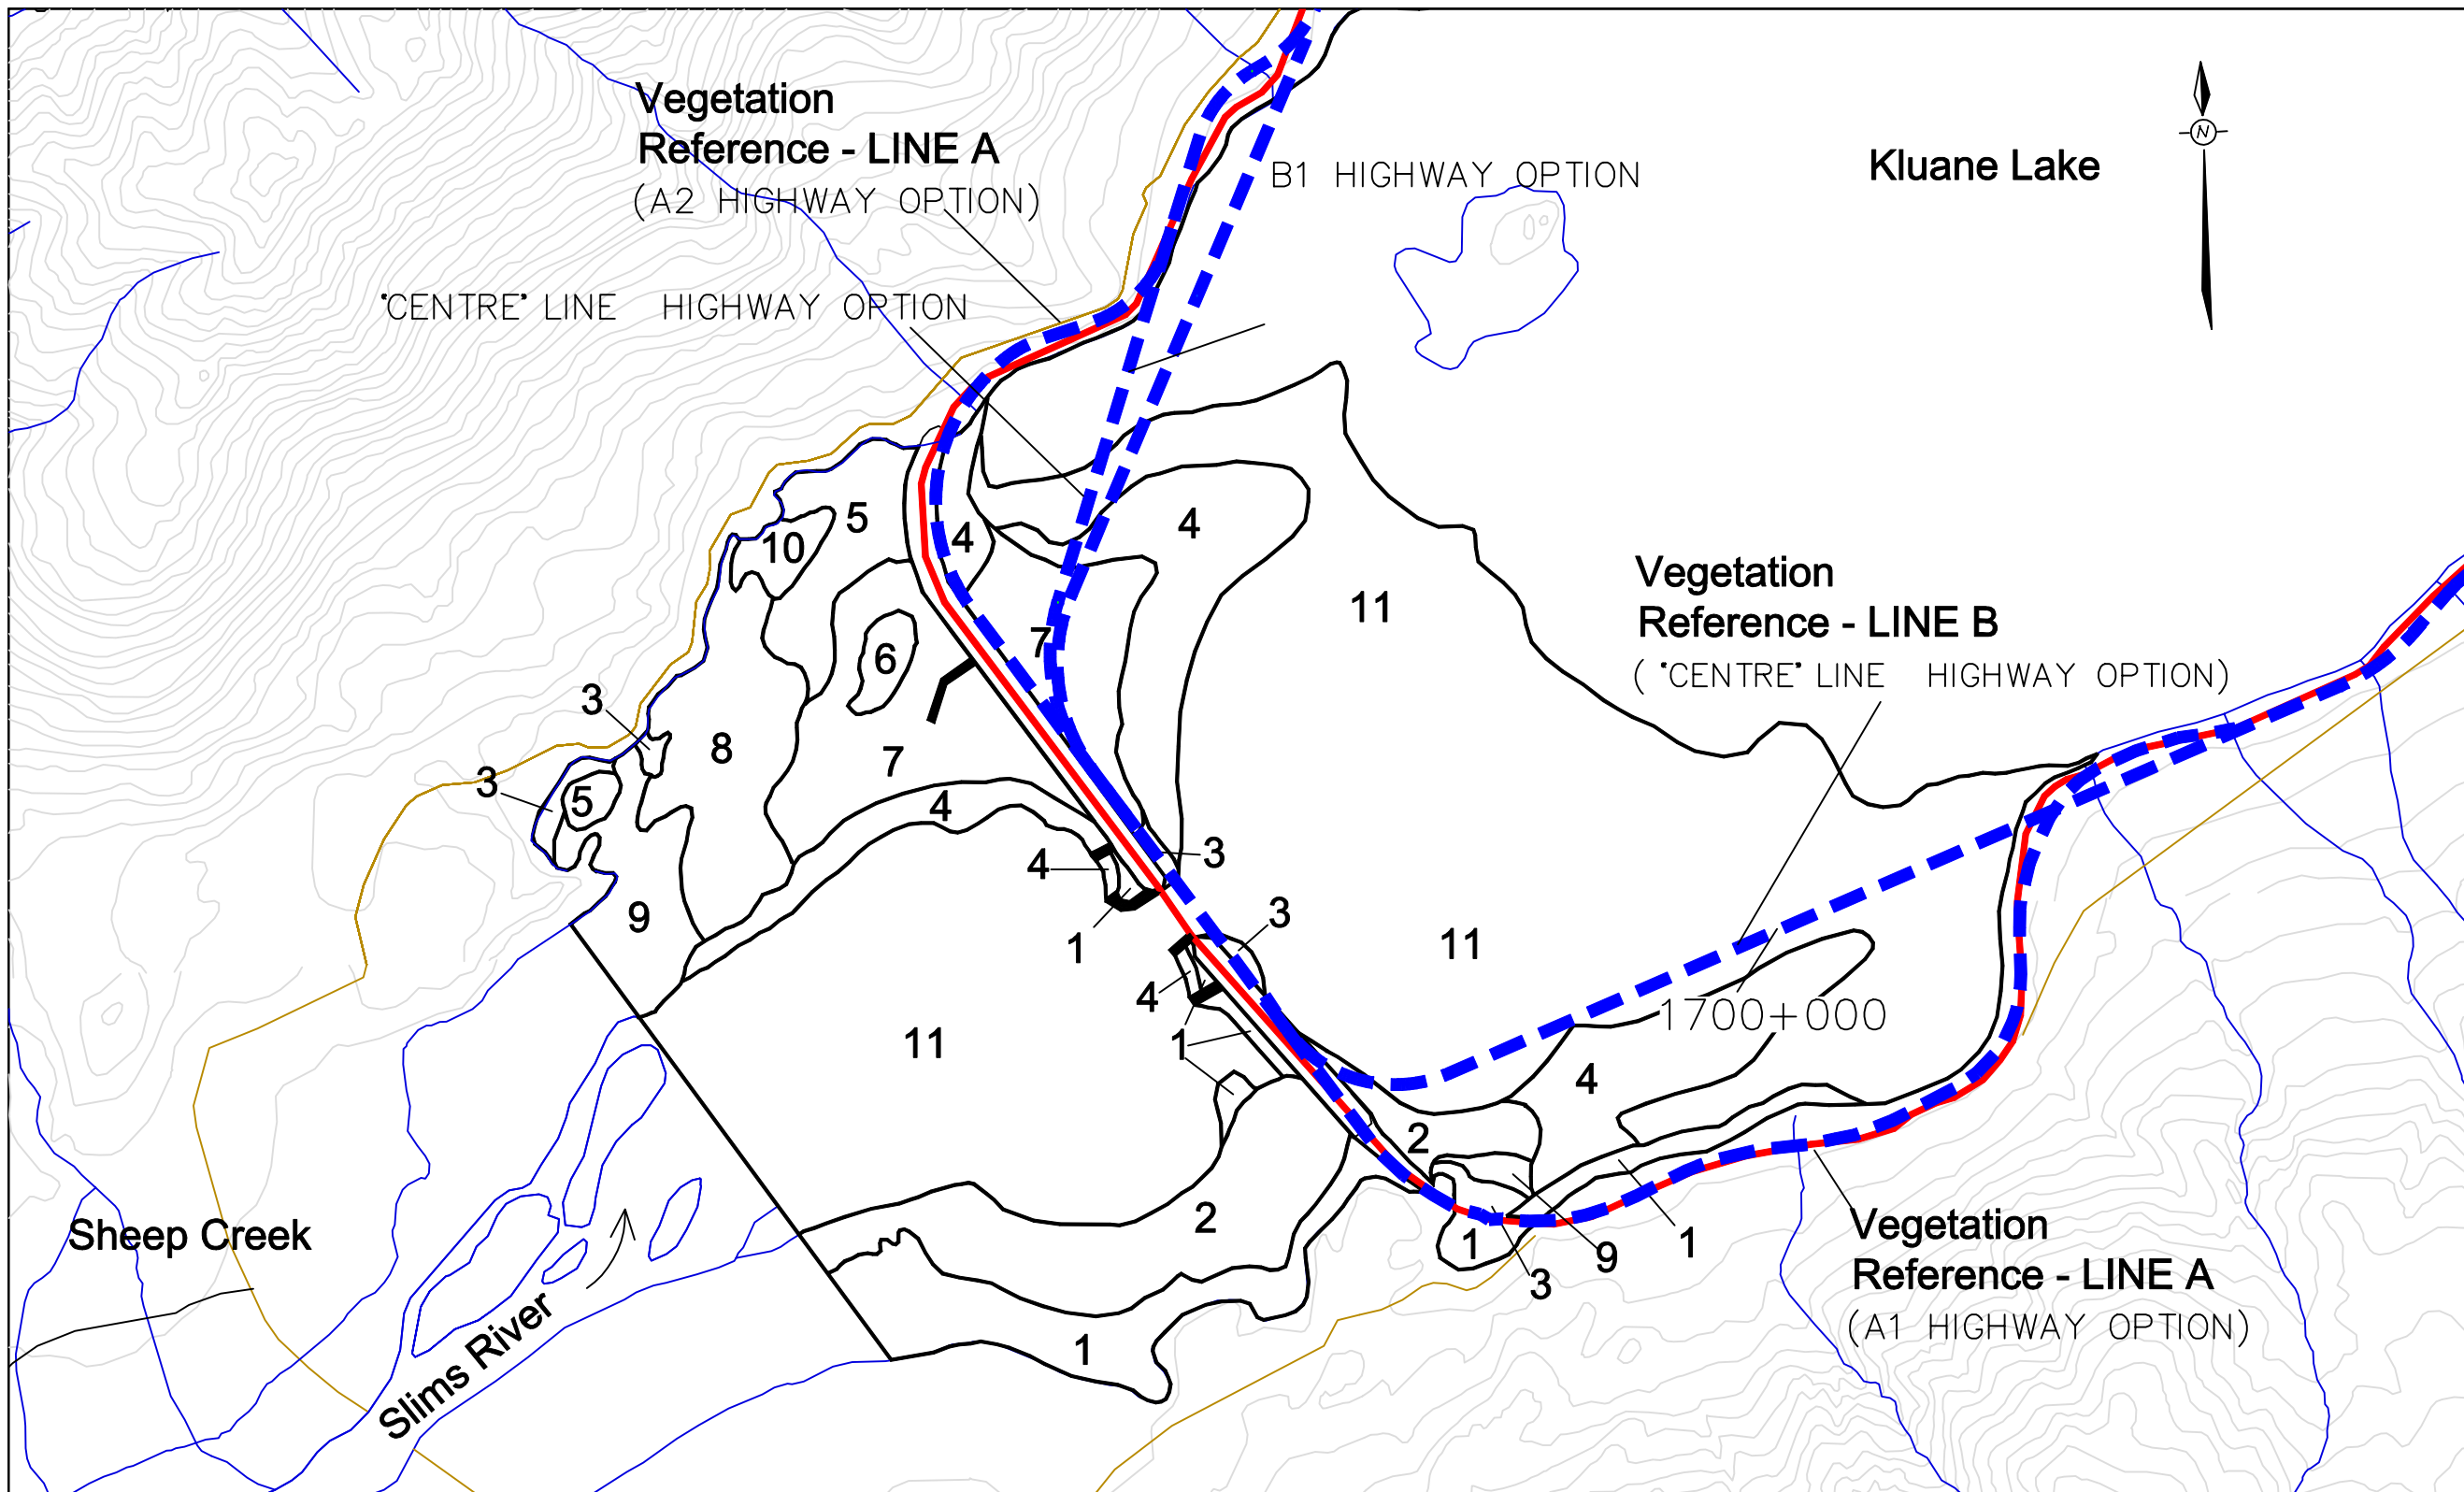 Vegetation
Reference - LINE A
(A2 HIGHWAY OPTION)
B1 HIGHWAY OPTION
Kluane Lake
N
"CENTRE" LINE HIGHWAY OPTION
5
10
4
4
11
Vegetation
Reference - LINE B
("CENTRE" LINE HIGHWAY OPTION)
7
6
3
8
7
3
5
4
4
3
9
1
3
11
4
1700+000
11
1
4
2
2
Sheep Creek
Slims River
1
1
9
3
Vegetation
Reference - LINE A
(A1 HIGHWAY OPTION)
1